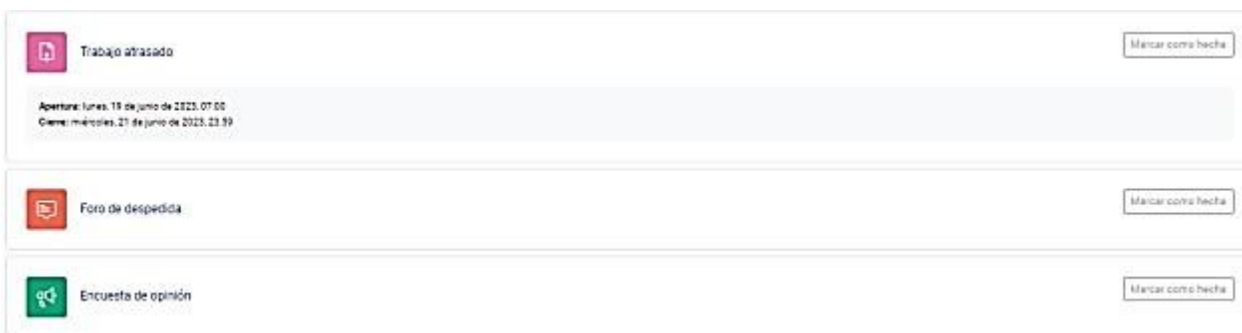 Trabajo atrasado
Marcar como hecha
Apertura: lunes, 19 de junio de 2023, 07:00
Cierre: miércoles, 21 de junio de 2023, 23:59
Foro de despedida
Marcar como hecha
Encuesta de opinión
Marcar como hecha